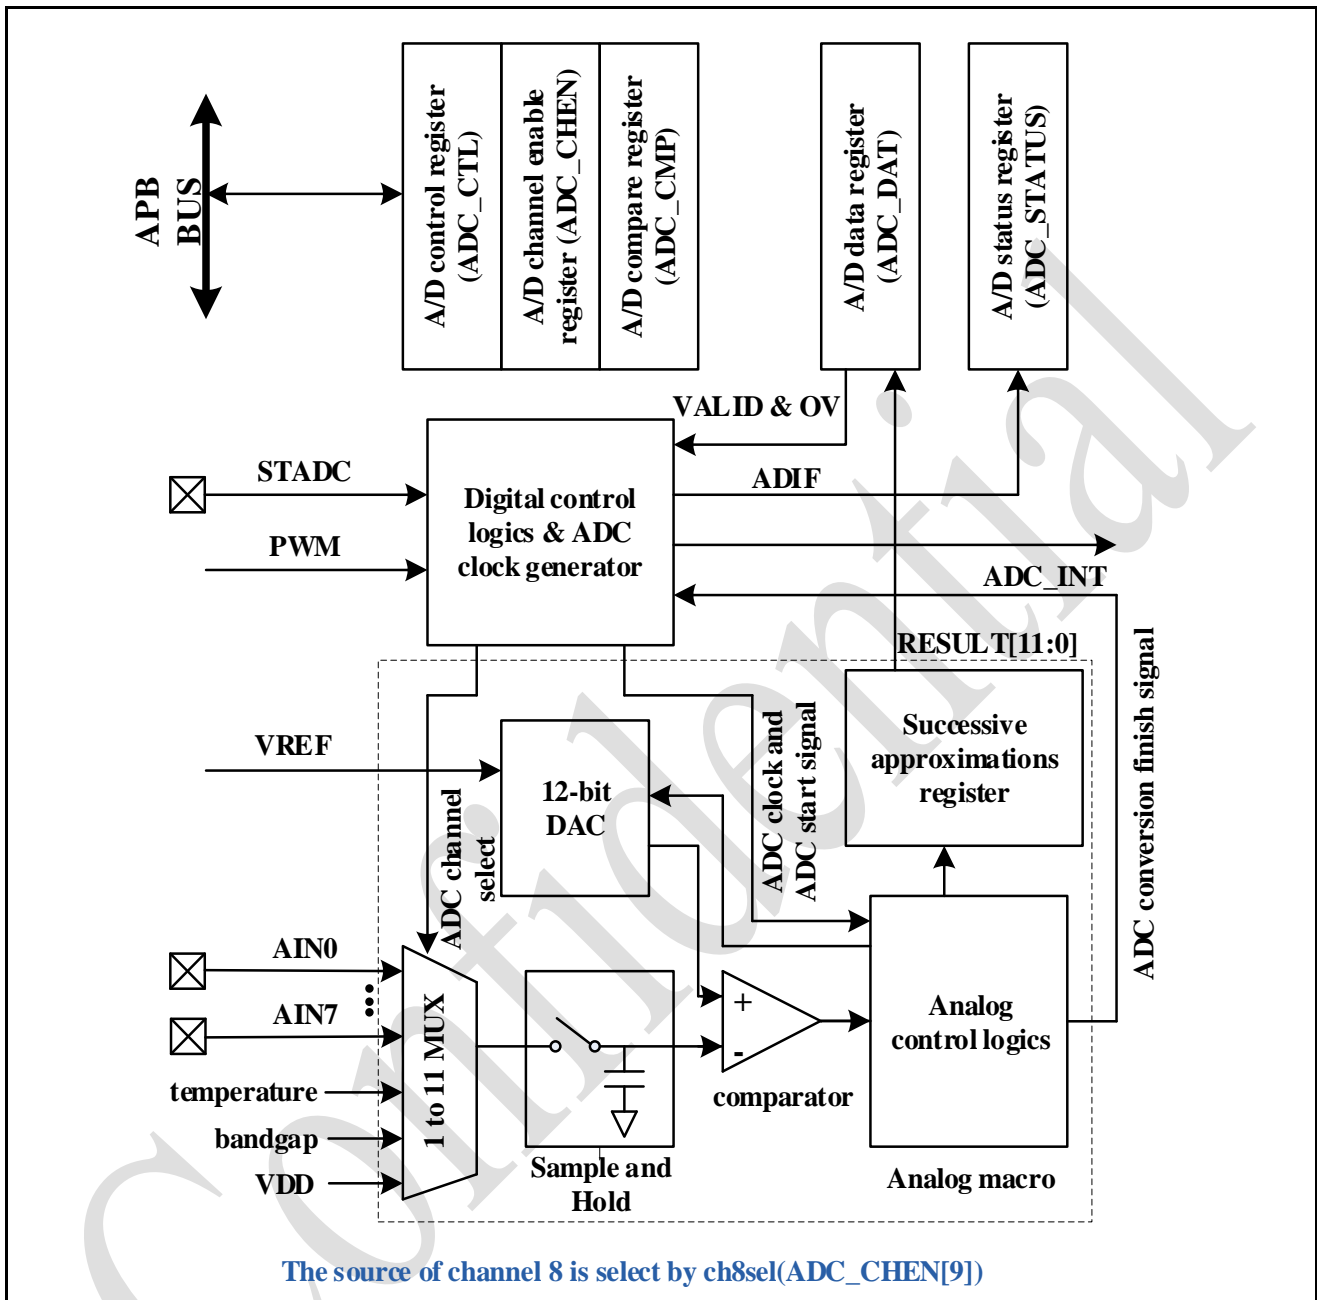 APB
BUS
A/D control register
(ADC_CTL)
A/D channel enable
register (ADC_CHEN)
A/D compare register
(ADC_CMP)
A/D data register
(ADC_DAT)
A/D status register
(ADC_STATUS)
VALID & OV
STADC
PWM
Digital control
logics & ADC
clock generator
ADIF
ADC_INT
RESULT[11:0]
VREF
12-bit
DAC
ADC channel
select
ADC clock and
ADC start signal
Successive
approximations
register
ADC conversion finish signal
AIN0
AIN7
temperature
bandgap
VDD
1 to 11 MUX
Sample and
Hold
+
-
comparator
Analog
control logics
Analog macro
The source of channel 8 is select by ch8sel(ADC_CHEN[9])
Confidential